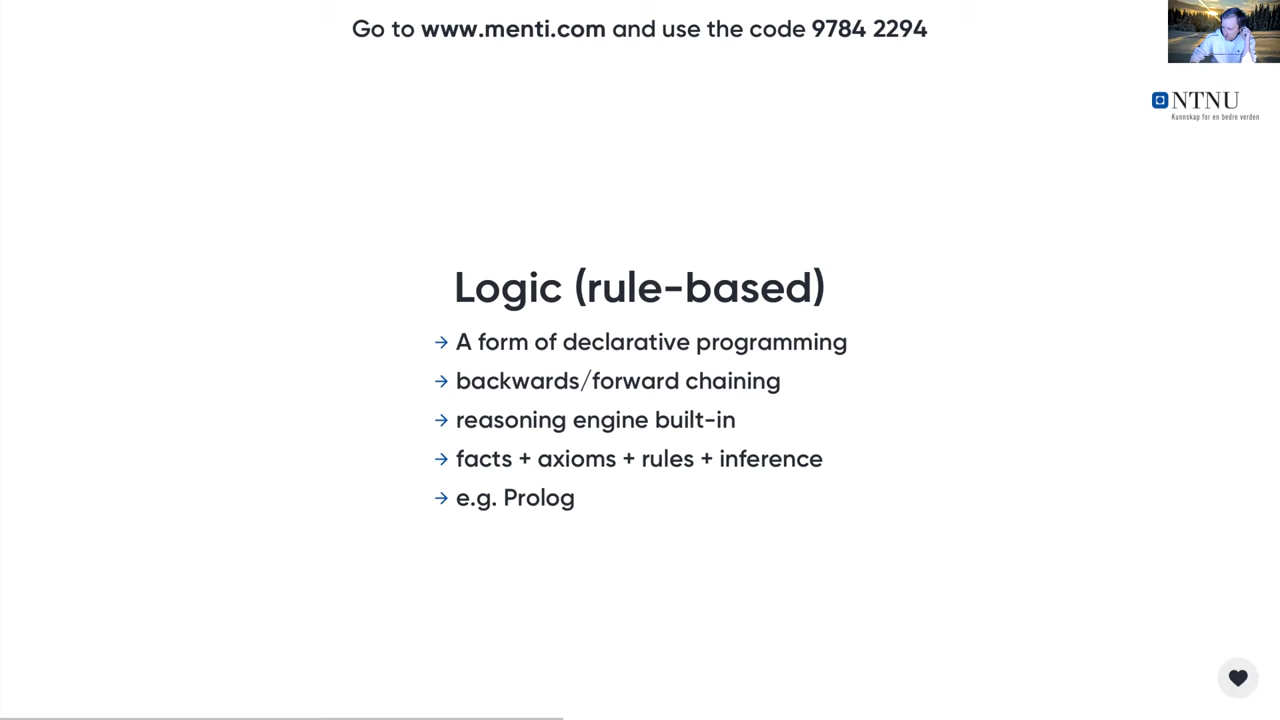 Go to www.menti.com and use the code 9784 2294
NTNU
Kunnskap for en bedre verden
Logic (rule-based)
→ A form of declarative programming
→ backwards/forward chaining
→ reasoning engine built-in
→ facts + axioms + rules + inference
→ e.g. Prolog